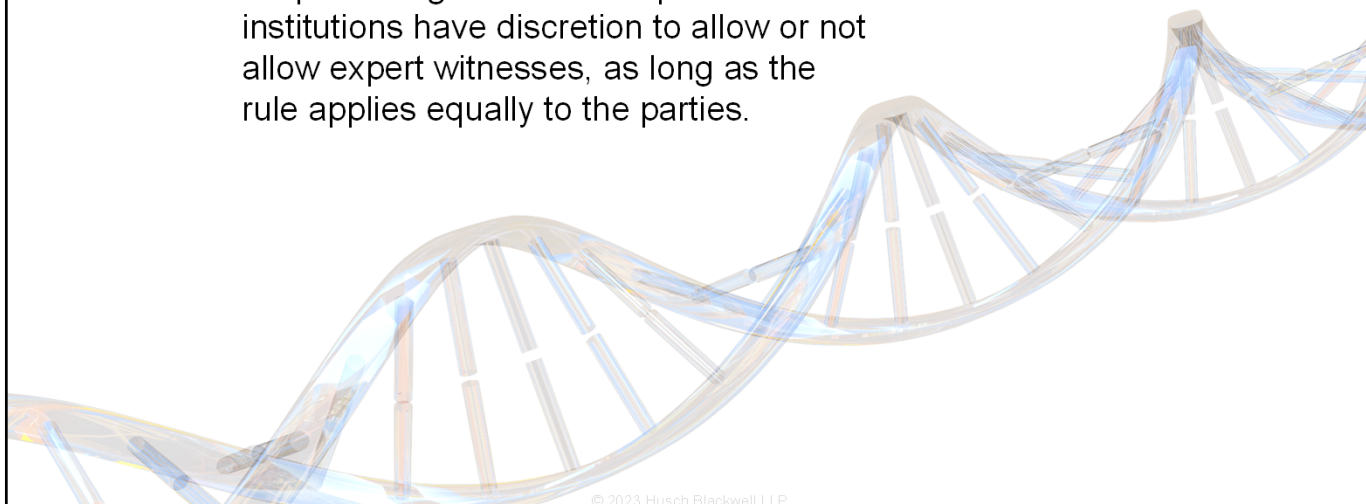 institutions have discretion to allow or not
allow expert witnesses, as long as the
rule applies equally to the parties.
© 2023 Husch Blackwell LLP